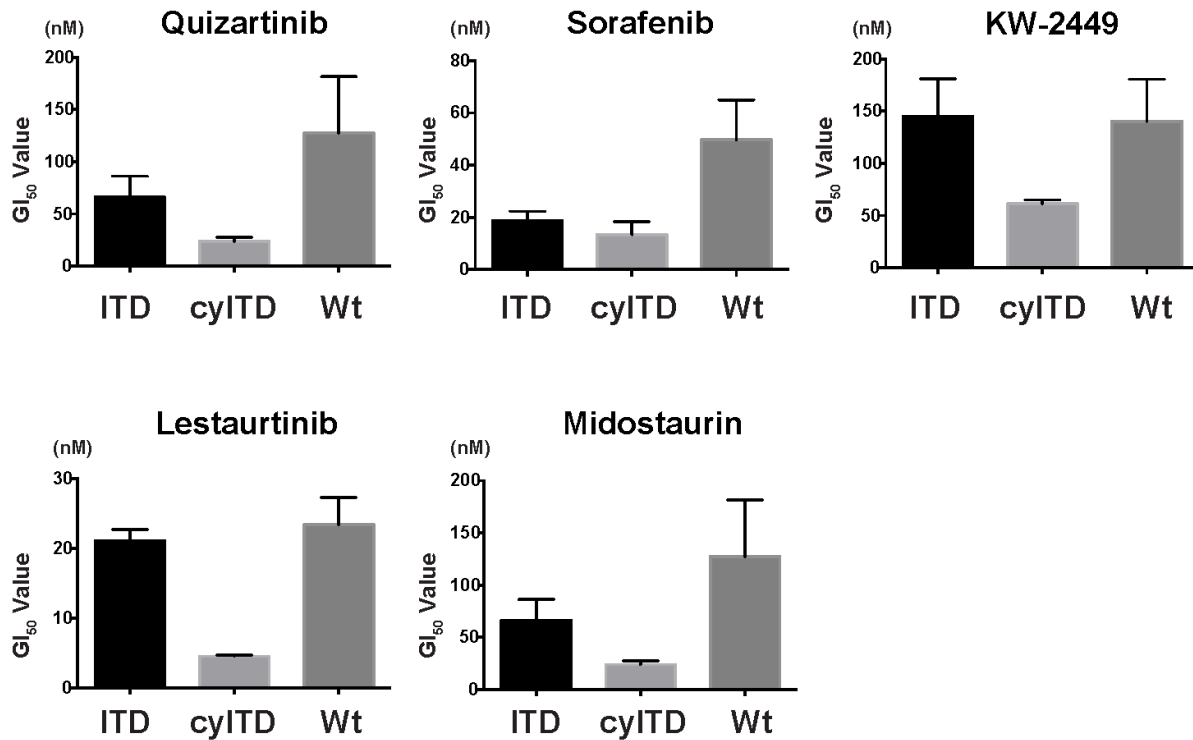 Quizartinib
(nM)
GI50 Value
200
150
100
50
0
ITD cyITD Wt
Sorafenib
(nM)
GI50 Value
80
60
40
20
0
ITD cyITD Wt
KW-2449
(nM)
GI50 Value
200
150
100
50
0
ITD cyITD Wt
Lestaurtinib
(nM)
GI50 Value
30
20
10
0
ITD cyITD Wt
Midostaurin
(nM)
GI50 Value
200
150
100
50
0
ITD cyITD Wt